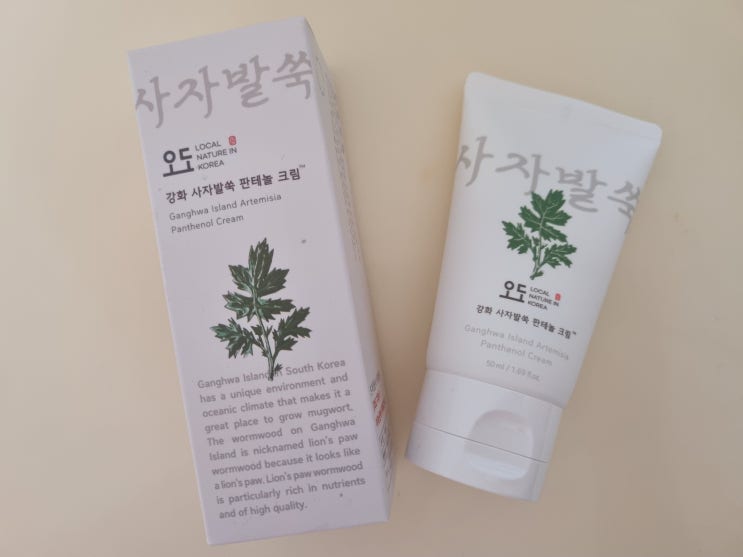 사자발쑥
오도
LOCAL
NATURE IN
KOREA
강화 사자발쑥 판테놀 크림™
Ganghwa Island Artemisia
Panthenol Cream
Ganghwa Island in South Korea
has a unique environment and
oceanic climate that makes it a
great place to grow mugwort.
The wormwood on Ganghwa
Island is nicknamed lion's paw
wormwood because it looks like
a lion's paw. Lion's paw wormwood
is particularly rich in nutrients
and of high quality.
사자발쑥
오도
LOCAL
NATURE IN
KOREA
강화 사자발쑥 판테놀 크림™
Ganghwa Island Artemisia
Panthenol Cream
50ml / 1.69 fl.oz.